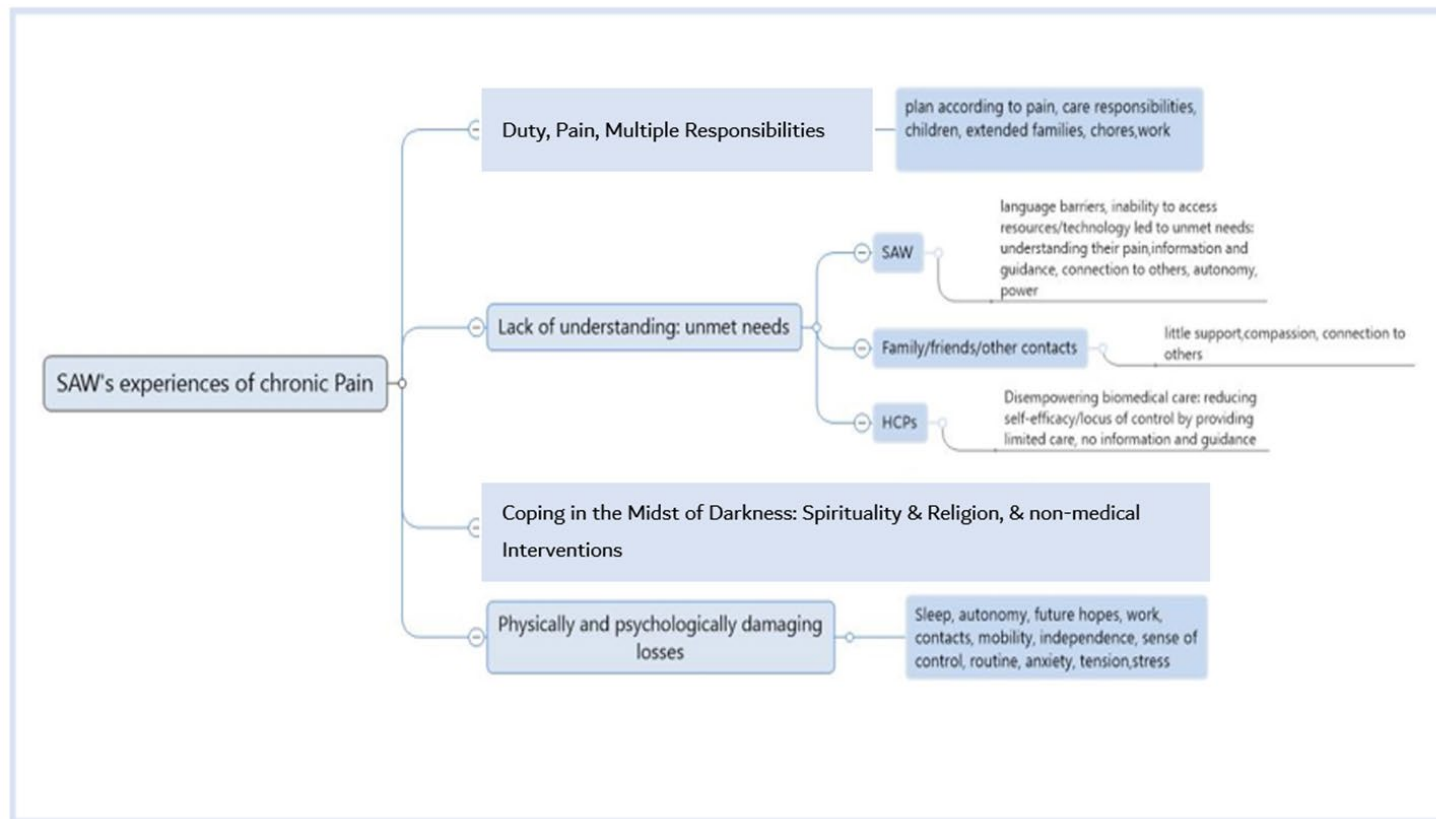 SAW's experiences of chronic Pain
Duty, Pain, Multiple Responsibilities
plan according to pain, care responsibilities,
children, extended families, chores,work
Lack of understanding: unmet needs
SAW
language barriers, inability to access
resources/technology led to unmet needs:
understanding their pain,information and
guidance, connection to others, autonomy,
power
Family/friends/other contacts
little support,compassion, connection to
others
HCPs
Disempowering biomedical care: reducing
self-efficacy/locus of control by providing
limited care, no information and guidance
Coping in the Midst of Darkness: Spirituality & Religion, & non-medical
Interventions
Physically and psychologically damaging
losses
Sleep, autonomy, future hopes, work,
contacts, mobility, independence, sense of
control, routine, anxiety, tension,stress